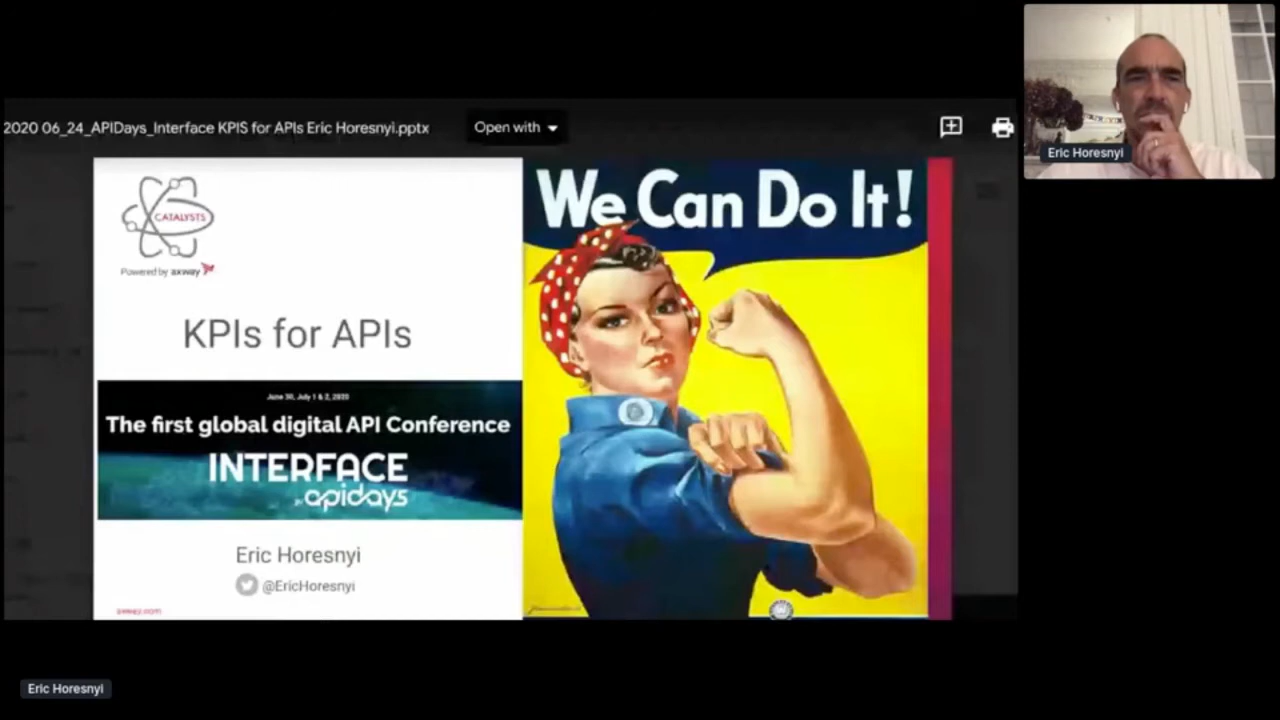 2020 06_24_APIDays_Interface KPIS for APIs Eric Horesnyi.pptx
Open with
Eric Horesnyi
CATALYSTS
Powered by axway
We Can Do It!
KPIs for APIs
June 30, July 1 & 2, 2020
The first global digital API Conference
INTERFACE
BY apidays
Eric Horesnyi
@EricHoresnyi
axway.com
Eric Horesnyi